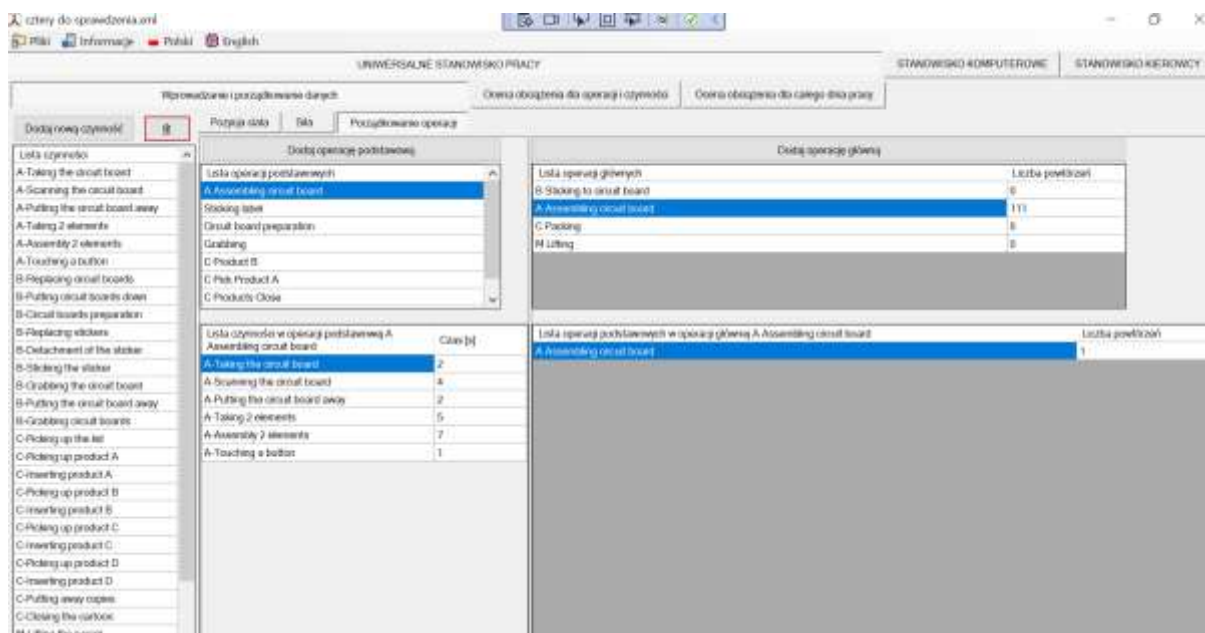 cztery do sprawdzenia.xml
Pliki Informacje Polski English
UNIWERSALNE STANOWISKO PRACY STANOWISKO KOMPUTEROWE STANOWISKO KIEROWCY
Wprowadzanie i porządkowanie danych Ocena obciążenia dla operacji i czynności Ocena obciążenia dla całego dnia pracy
Dodaj nową czynność Pozycja ciała Siła Porządkowanie operacji
Dodaj operację podstawową Dodaj operację główną
Lista czynności
A-Taking the circuit board
A-Scanning the circuit board
A-Putting the circuit board away
A-Taking 2 elements
A-Assembly 2 elements
A-Touching a button
B-Replacing circuit boards
B-Putting circuit boards down
B-Circuit boards preparation
B-Replacing stickers
B-Detachment of the sticker
B-Sticking the sticker
B-Grabbing the circuit board
B-Putting the circuit board away
B-Grabbing circuit boards
C-Picking up the list
C-Picking up product A
C-Inserting product A
C-Picking up product B
C-Inserting product B
C-Picking up product C
C-Inserting product C
C-Picking up product D
C-Inserting product D
C-Putting away copies
C-Closing the cartoon
Lista operacji podstawowych
A Assembling circuit board
Sticking label
Circuit board preparation
Grabbing
C-Product B
C-Pick Product A
C-Products Close
Lista operacji głównych Liczba powtórzeń
B-Sticking to circuit board 0
A-Assembling circuit board 111
C Packing 0
M Lifting 0
Lista czynności w operacji podstawowej A
Assembling circuit board Czas [s]
A-Taking the circuit board 2
A-Scanning the circuit board 4
A-Putting the circuit board away 2
A-Taking 2 elements 5
A-Assembly 2 elements 7
A-Touching a button 1
Lista operacji podstawowych w operacji głównej A Assembling circuit board Liczba powtórzeń
A Assembling circuit board 1